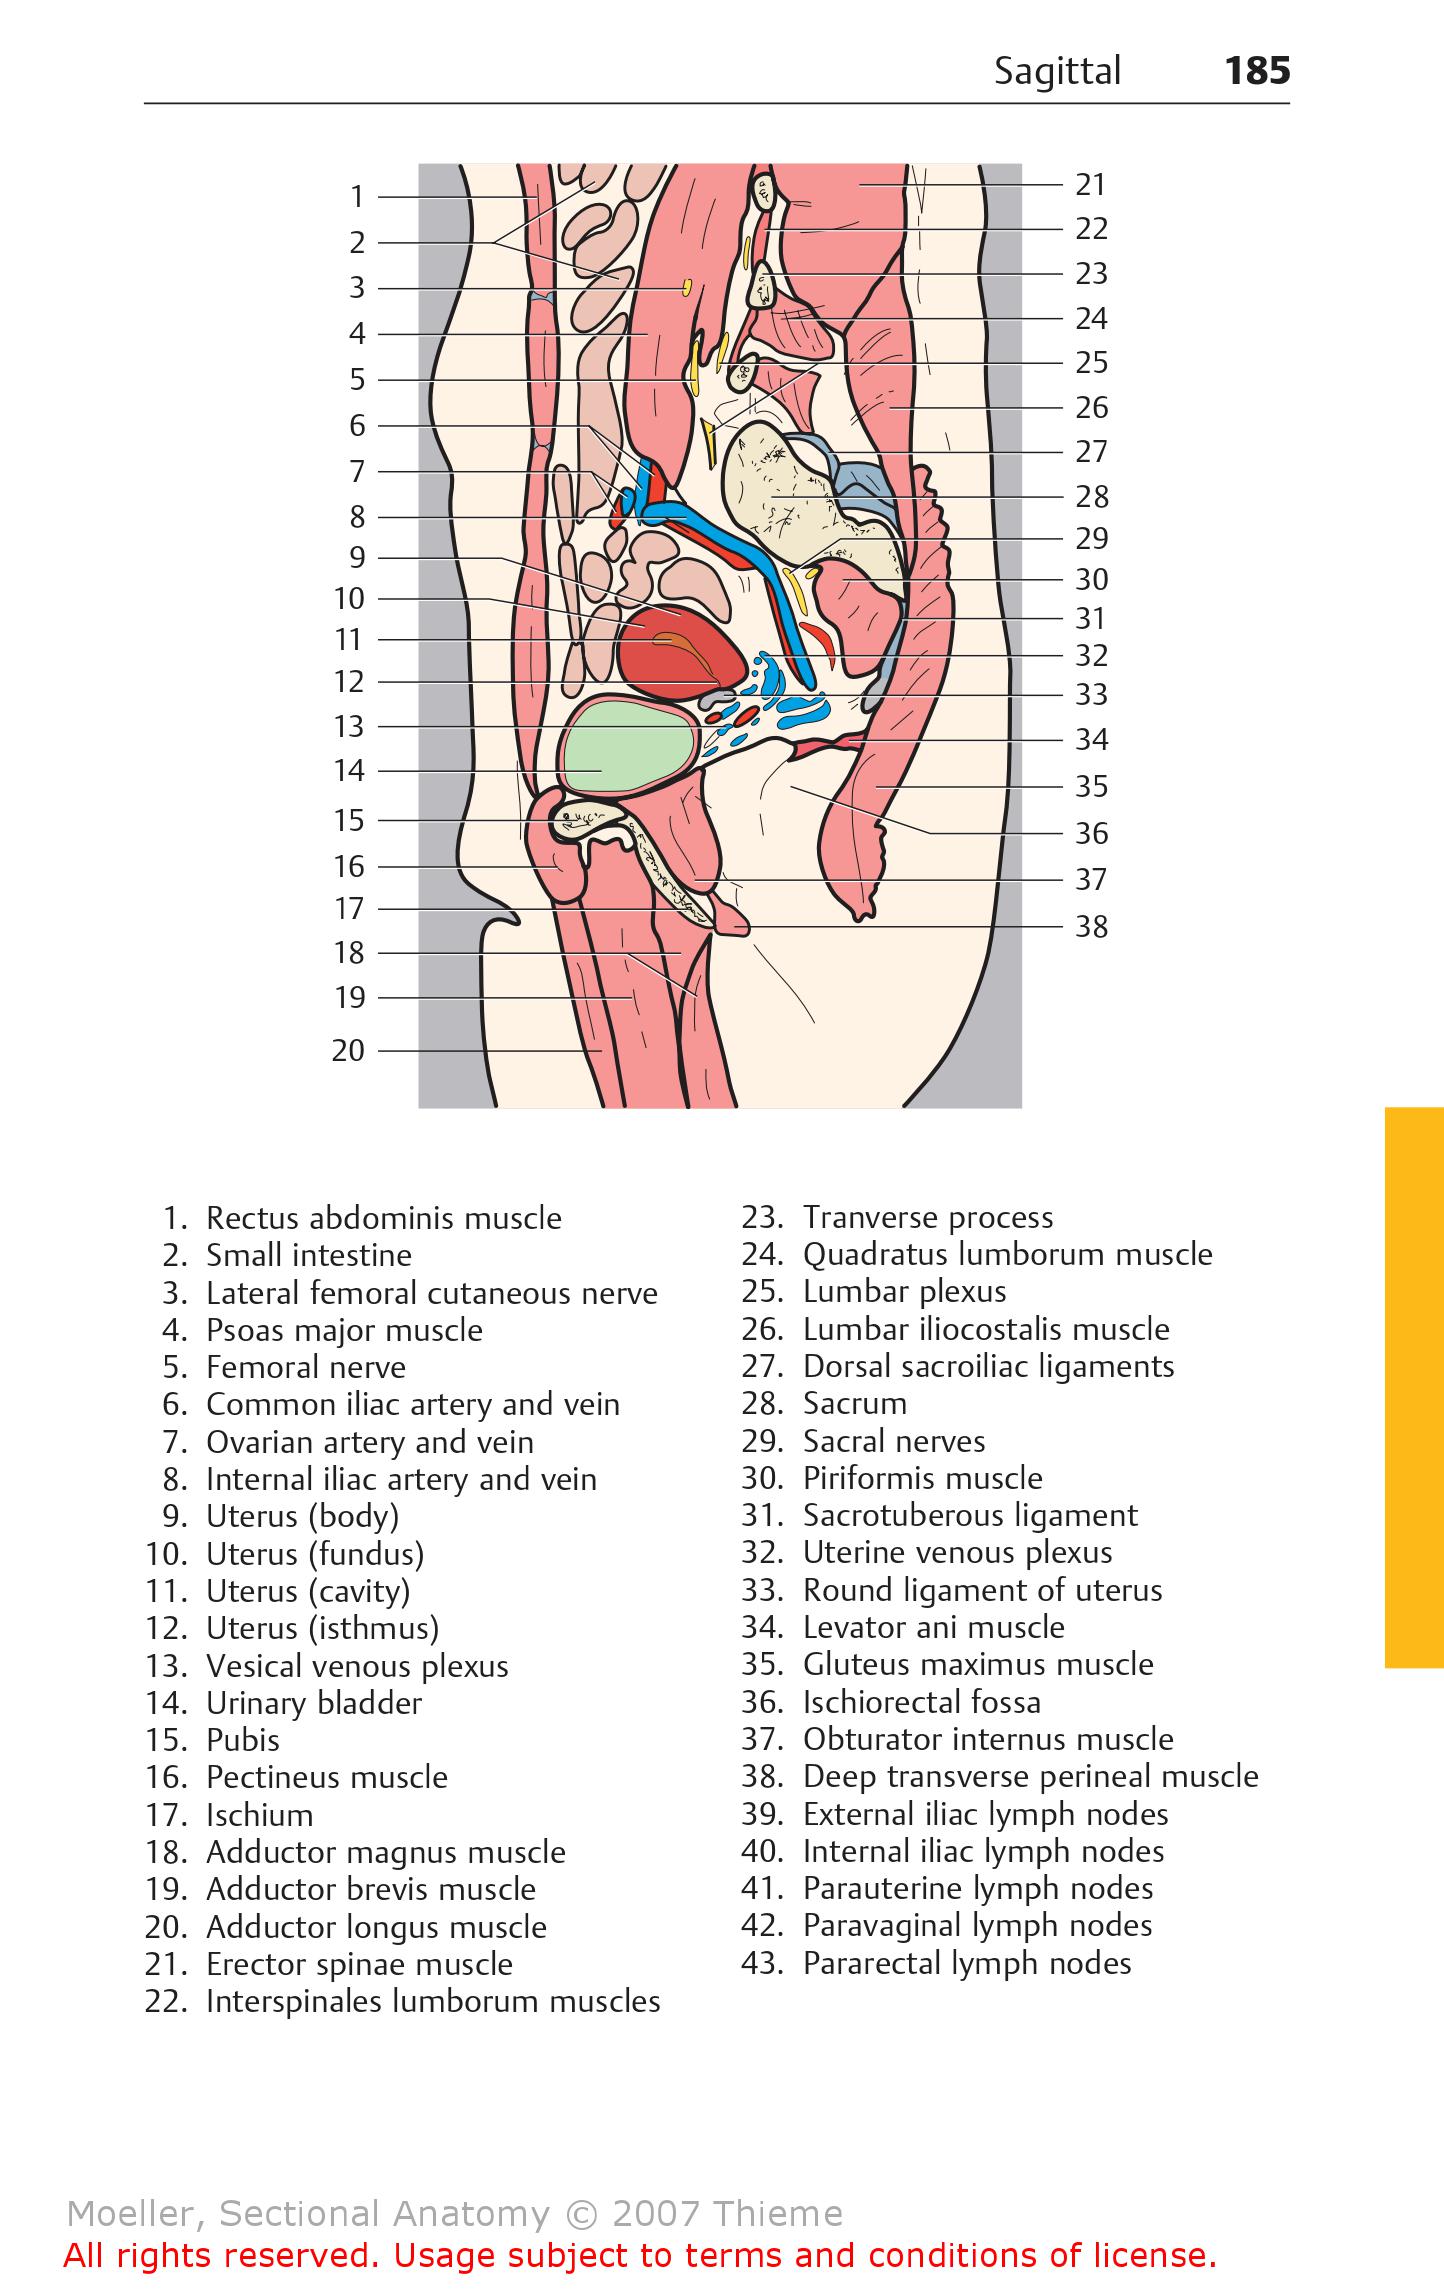 Sagittal 185
1
2
3
4
5
6
7
8
9
10
11
12
13
14
15
16
17
18
19
20
21
22
23
24
25
26
27
28
29
30
31
32
33
34
35
36
37
38
1. Rectus abdominis muscle
2. Small intestine
3. Lateral femoral cutaneous nerve
4. Psoas major muscle
5. Femoral nerve
6. Common iliac artery and vein
7. Ovarian artery and vein
8. Internal iliac artery and vein
9. Uterus (body)
10. Uterus (fundus)
11. Uterus (cavity)
12. Uterus (isthmus)
13. Vesical venous plexus
14. Urinary bladder
15. Pubis
16. Pectineus muscle
17. Ischium
18. Adductor magnus muscle
19. Adductor brevis muscle
20. Adductor longus muscle
21. Erector spinae muscle
22. Interspinales lumborum muscles
23. Tranverse process
24. Quadratus lumborum muscle
25. Lumbar plexus
26. Lumbar iliocostalis muscle
27. Dorsal sacroiliac ligaments
28. Sacrum
29. Sacral nerves
30. Piriformis muscle
31. Sacrotuberous ligament
32. Uterine venous plexus
33. Round ligament of uterus
34. Levator ani muscle
35. Gluteus maximus muscle
36. Ischiorectal fossa
37. Obturator internus muscle
38. Deep transverse perineal muscle
39. External iliac lymph nodes
40. Internal iliac lymph nodes
41. Parauterine lymph nodes
42. Paravaginal lymph nodes
43. Pararectal lymph nodes
Moeller, Sectional Anatomy © 2007 Thieme
All rights reserved. Usage subject to terms and conditions of license.